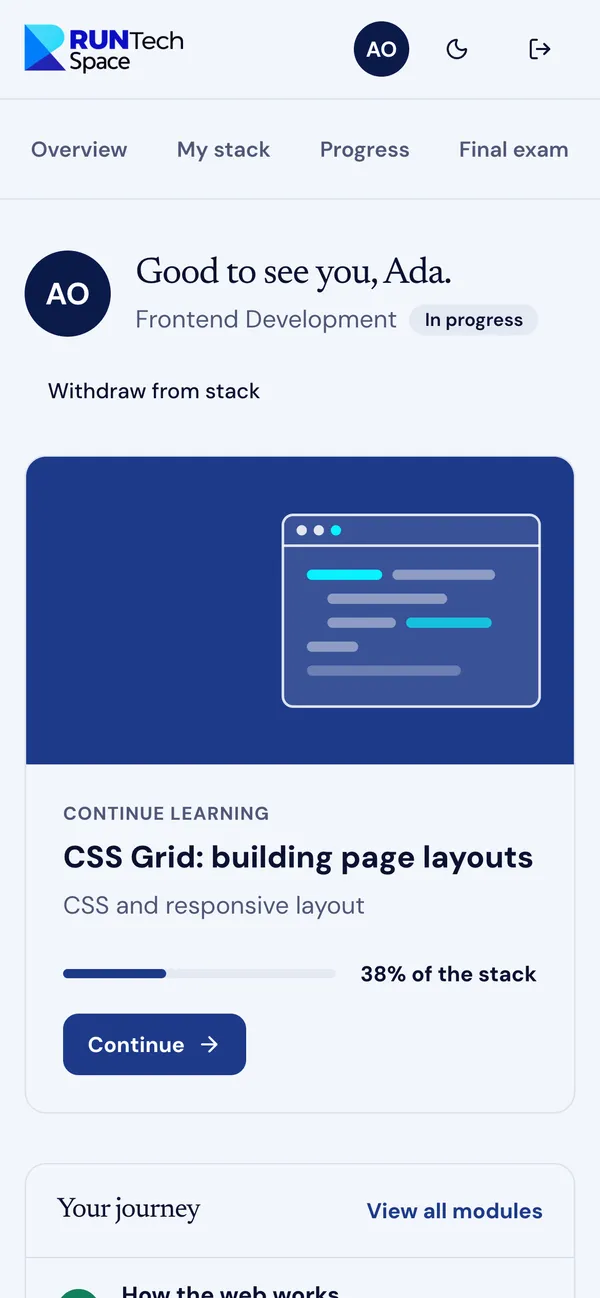 RUNTech
Space
AO
Overview My stack Progress Final exam
AO
Good to see you, Ada.
Frontend Development In progress
Withdraw from stack
CONTINUE LEARNING
CSS Grid: building page layouts
CSS and responsive layout
38% of the stack
Continue
Your journey View all modules
How the web works